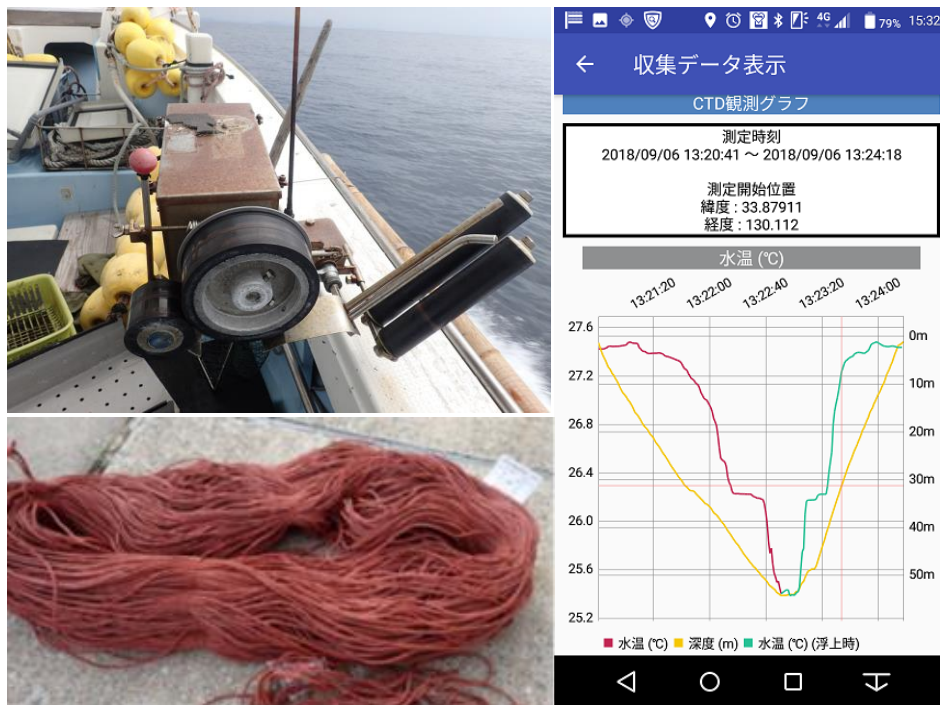 4G
79%
15:32
収集データ表示
CTD観測グラフ
測定時刻
2018/09/06 13:20:41 〜 2018/09/06 13:24:18
測定開始位置
緯度 : 33.87911
経度 : 130.112
水温 (℃)
13:21:20 13:22:00 13:22:40 13:23:20 13:24:00
27.6
0m
27.2
10m
26.8
20m
26.4
30m
26.0
40m
25.6
50m
25.2
水温 (℃) 深度 (m) 水温 (℃) (浮上時)